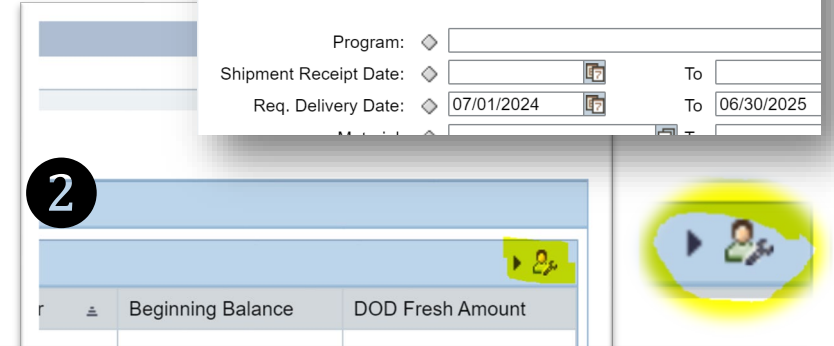 Program:
Shipment Receipt Date: To
Req. Delivery Date: 07/01/2024 To 06/30/2025
2
r Beginning Balance DOD Fresh Amount